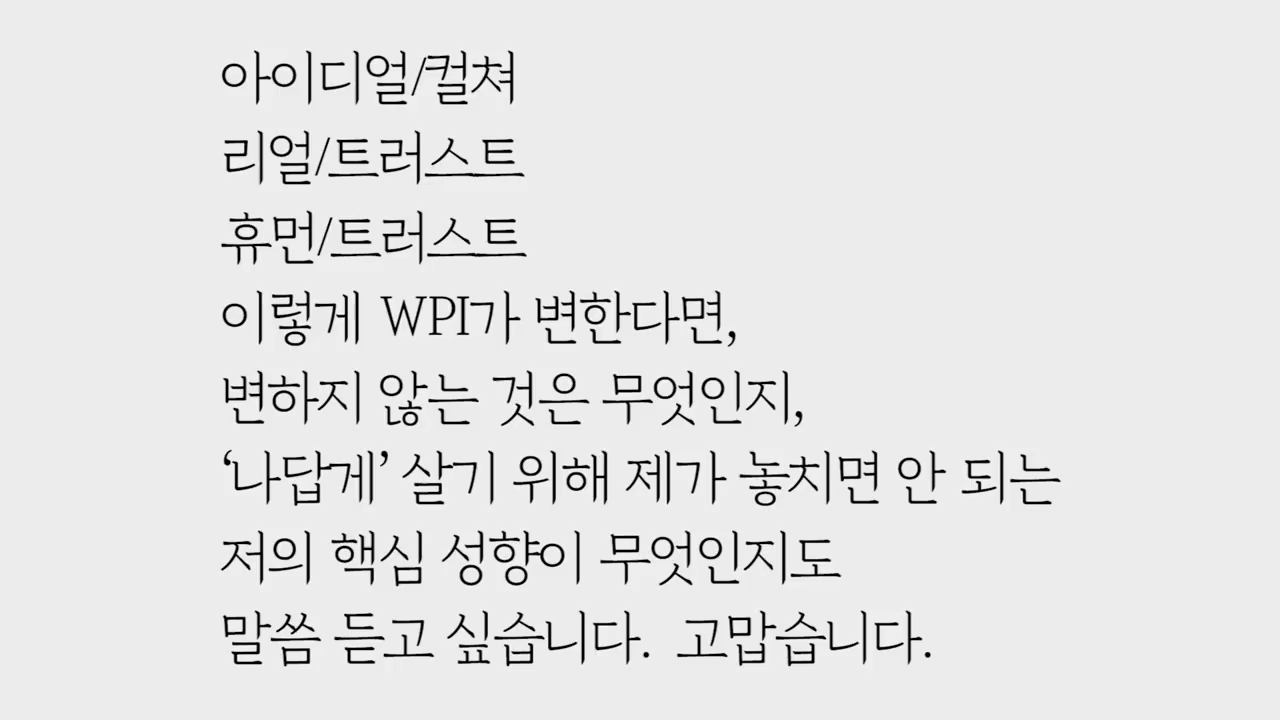 아이디얼/컬쳐
리얼/트러스트
휴먼/트러스트
이렇게 WPI가 변한다면,
변하지 않는 것은 무엇인지,
‘나답게’ 살기 위해 제가 놓치면 안 되는
저의 핵심 성향이 무엇인지도
말씀 듣고 싶습니다. 고맙습니다.